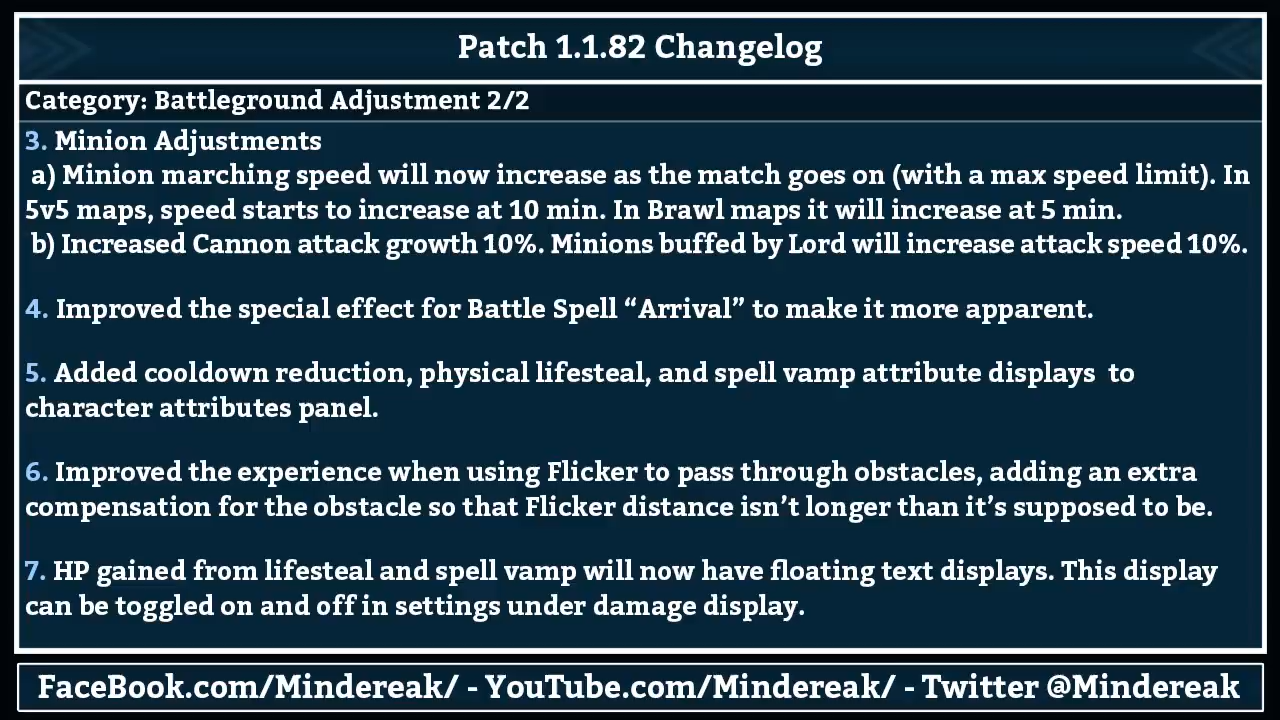 Patch 1.1.82 Changelog
Category: Battleground Adjustment 2/2
3. Minion Adjustments
a) Minion marching speed will now increase as the match goes on (with a max speed limit). In
5v5 maps, speed starts to increase at 10 min. In Brawl maps it will increase at 5 min.
b) Increased Cannon attack growth 10%. Minions buffed by Lord will increase attack speed 10%.
4. Improved the special effect for Battle Spell “Arrival” to make it more apparent.
5. Added cooldown reduction, physical lifesteal, and spell vamp attribute displays to
character attributes panel.
6. Improved the experience when using Flicker to pass through obstacles, adding an extra
compensation for the obstacle so that Flicker distance isn’t longer than it’s supposed to be.
7. HP gained from lifesteal and spell vamp will now have floating text displays. This display
can be toggled on and off in settings under damage display.
FaceBook.com/Mindereak/ - YouTube.com/Mindereak/ - Twitter @Mindereak